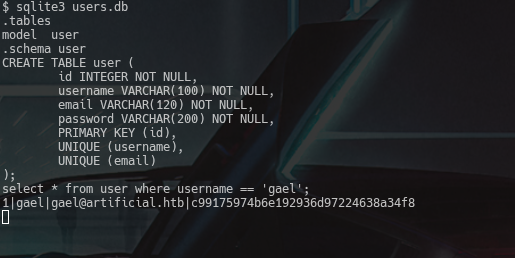 $ sqlite3 users.db
.tables
model  user
.schema user
CREATE TABLE user (
        id INTEGER NOT NULL,
        username VARCHAR(100) NOT NULL,
        email VARCHAR(120) NOT NULL,
        password VARCHAR(200) NOT NULL,
        PRIMARY KEY (id),
        UNIQUE (username),
        UNIQUE (email)
);
select * from user where username == 'gael';
1|gael|gael@artificial.htb|c99175974b6e192936d97224638a34f8